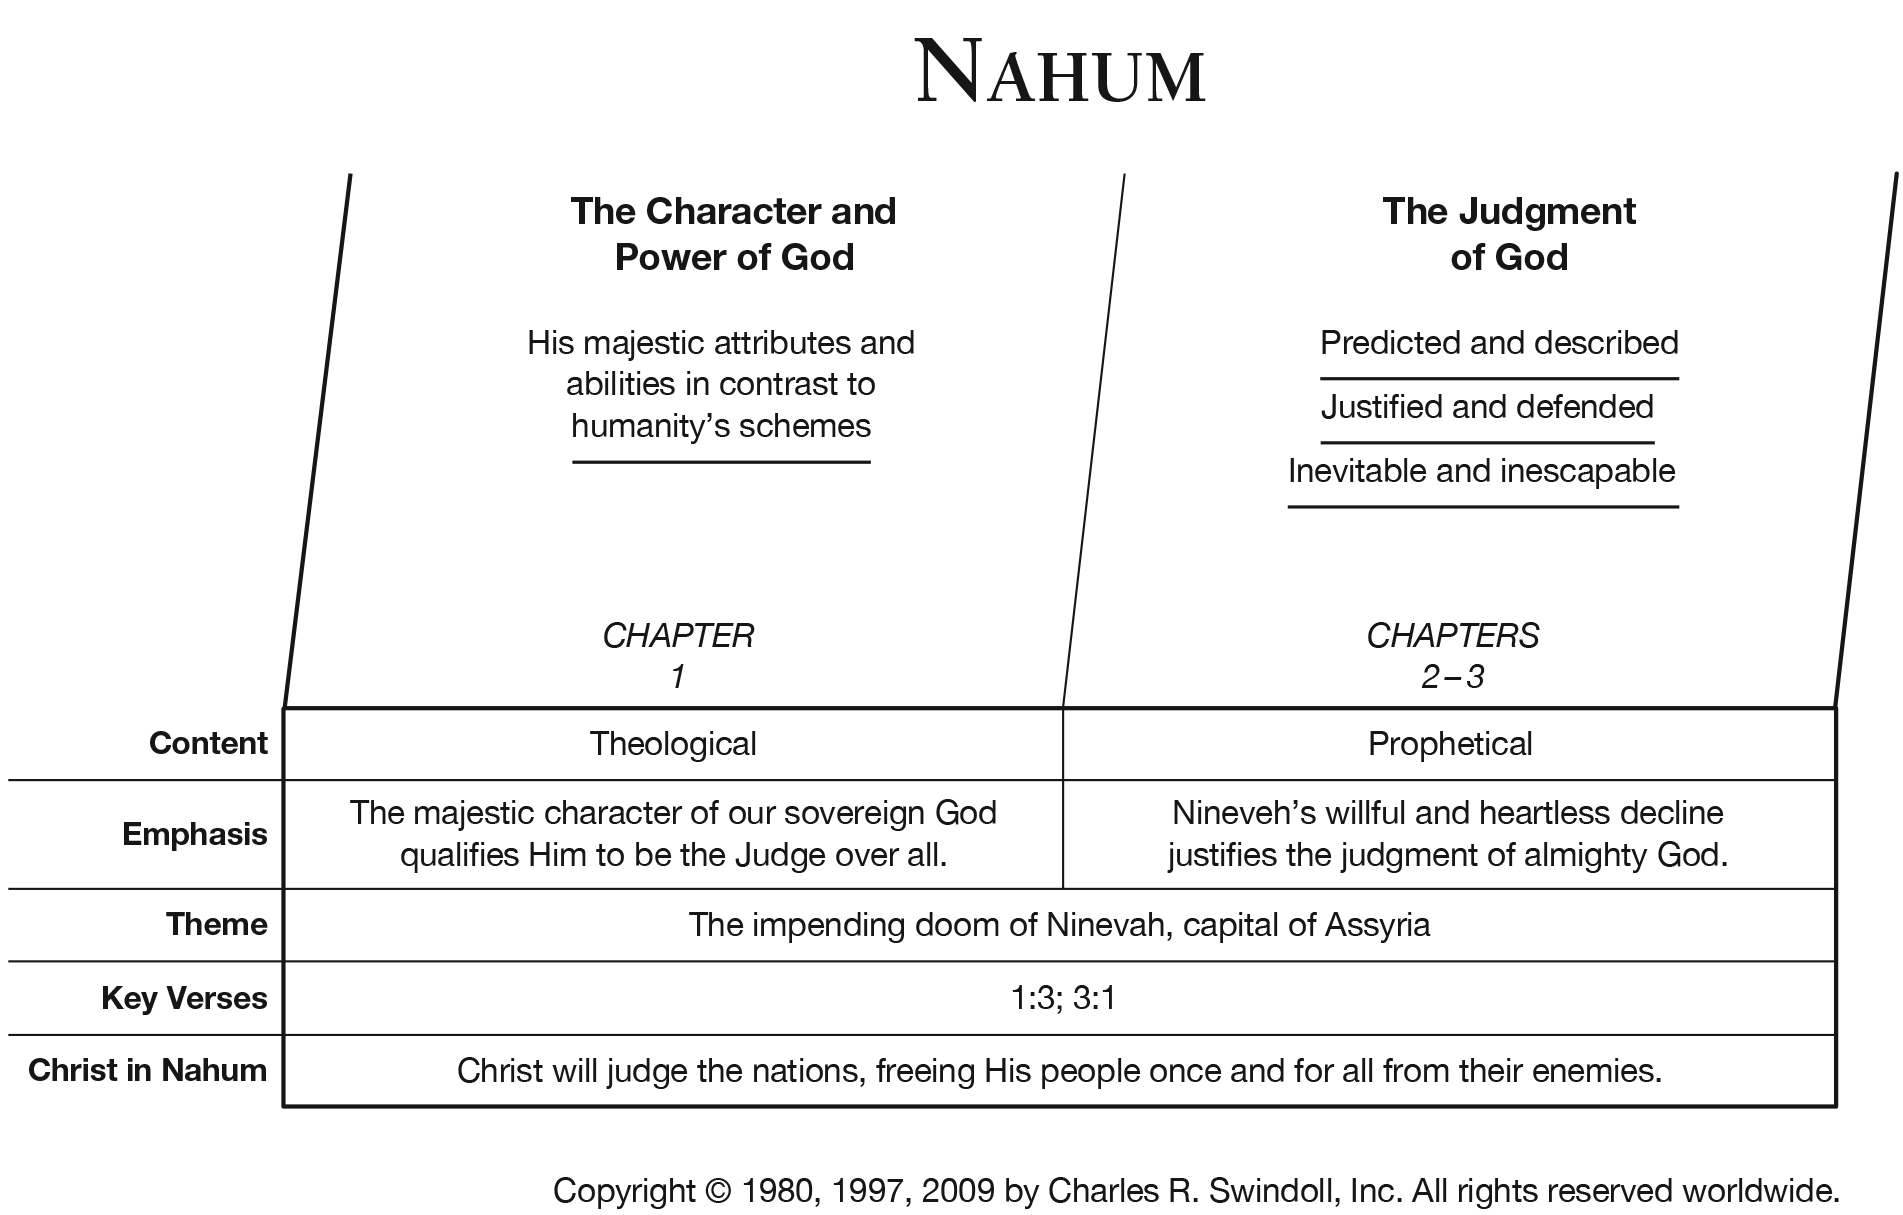 NAHUM
The Character and
Power of God
His majestic attributes and
abilities in contrast to
humanity’s schemes
CHAPTER
1
The Judgment
of God
Predicted and described
Justified and defended
Inevitable and inescapable
CHAPTERS
2–3
Content
Theological
Prophetical
Emphasis
The majestic character of our sovereign God
qualifies Him to be the Judge over all.
Nineveh’s willful and heartless decline
justifies the judgment of almighty God.
Theme
The impending doom of Ninevah, capital of Assyria
Key Verses
1:3; 3:1
Christ in Nahum
Christ will judge the nations, freeing His people once and for all from their enemies.
Copyright © 1980, 1997, 2009 by Charles R. Swindoll, Inc. All rights reserved worldwide.